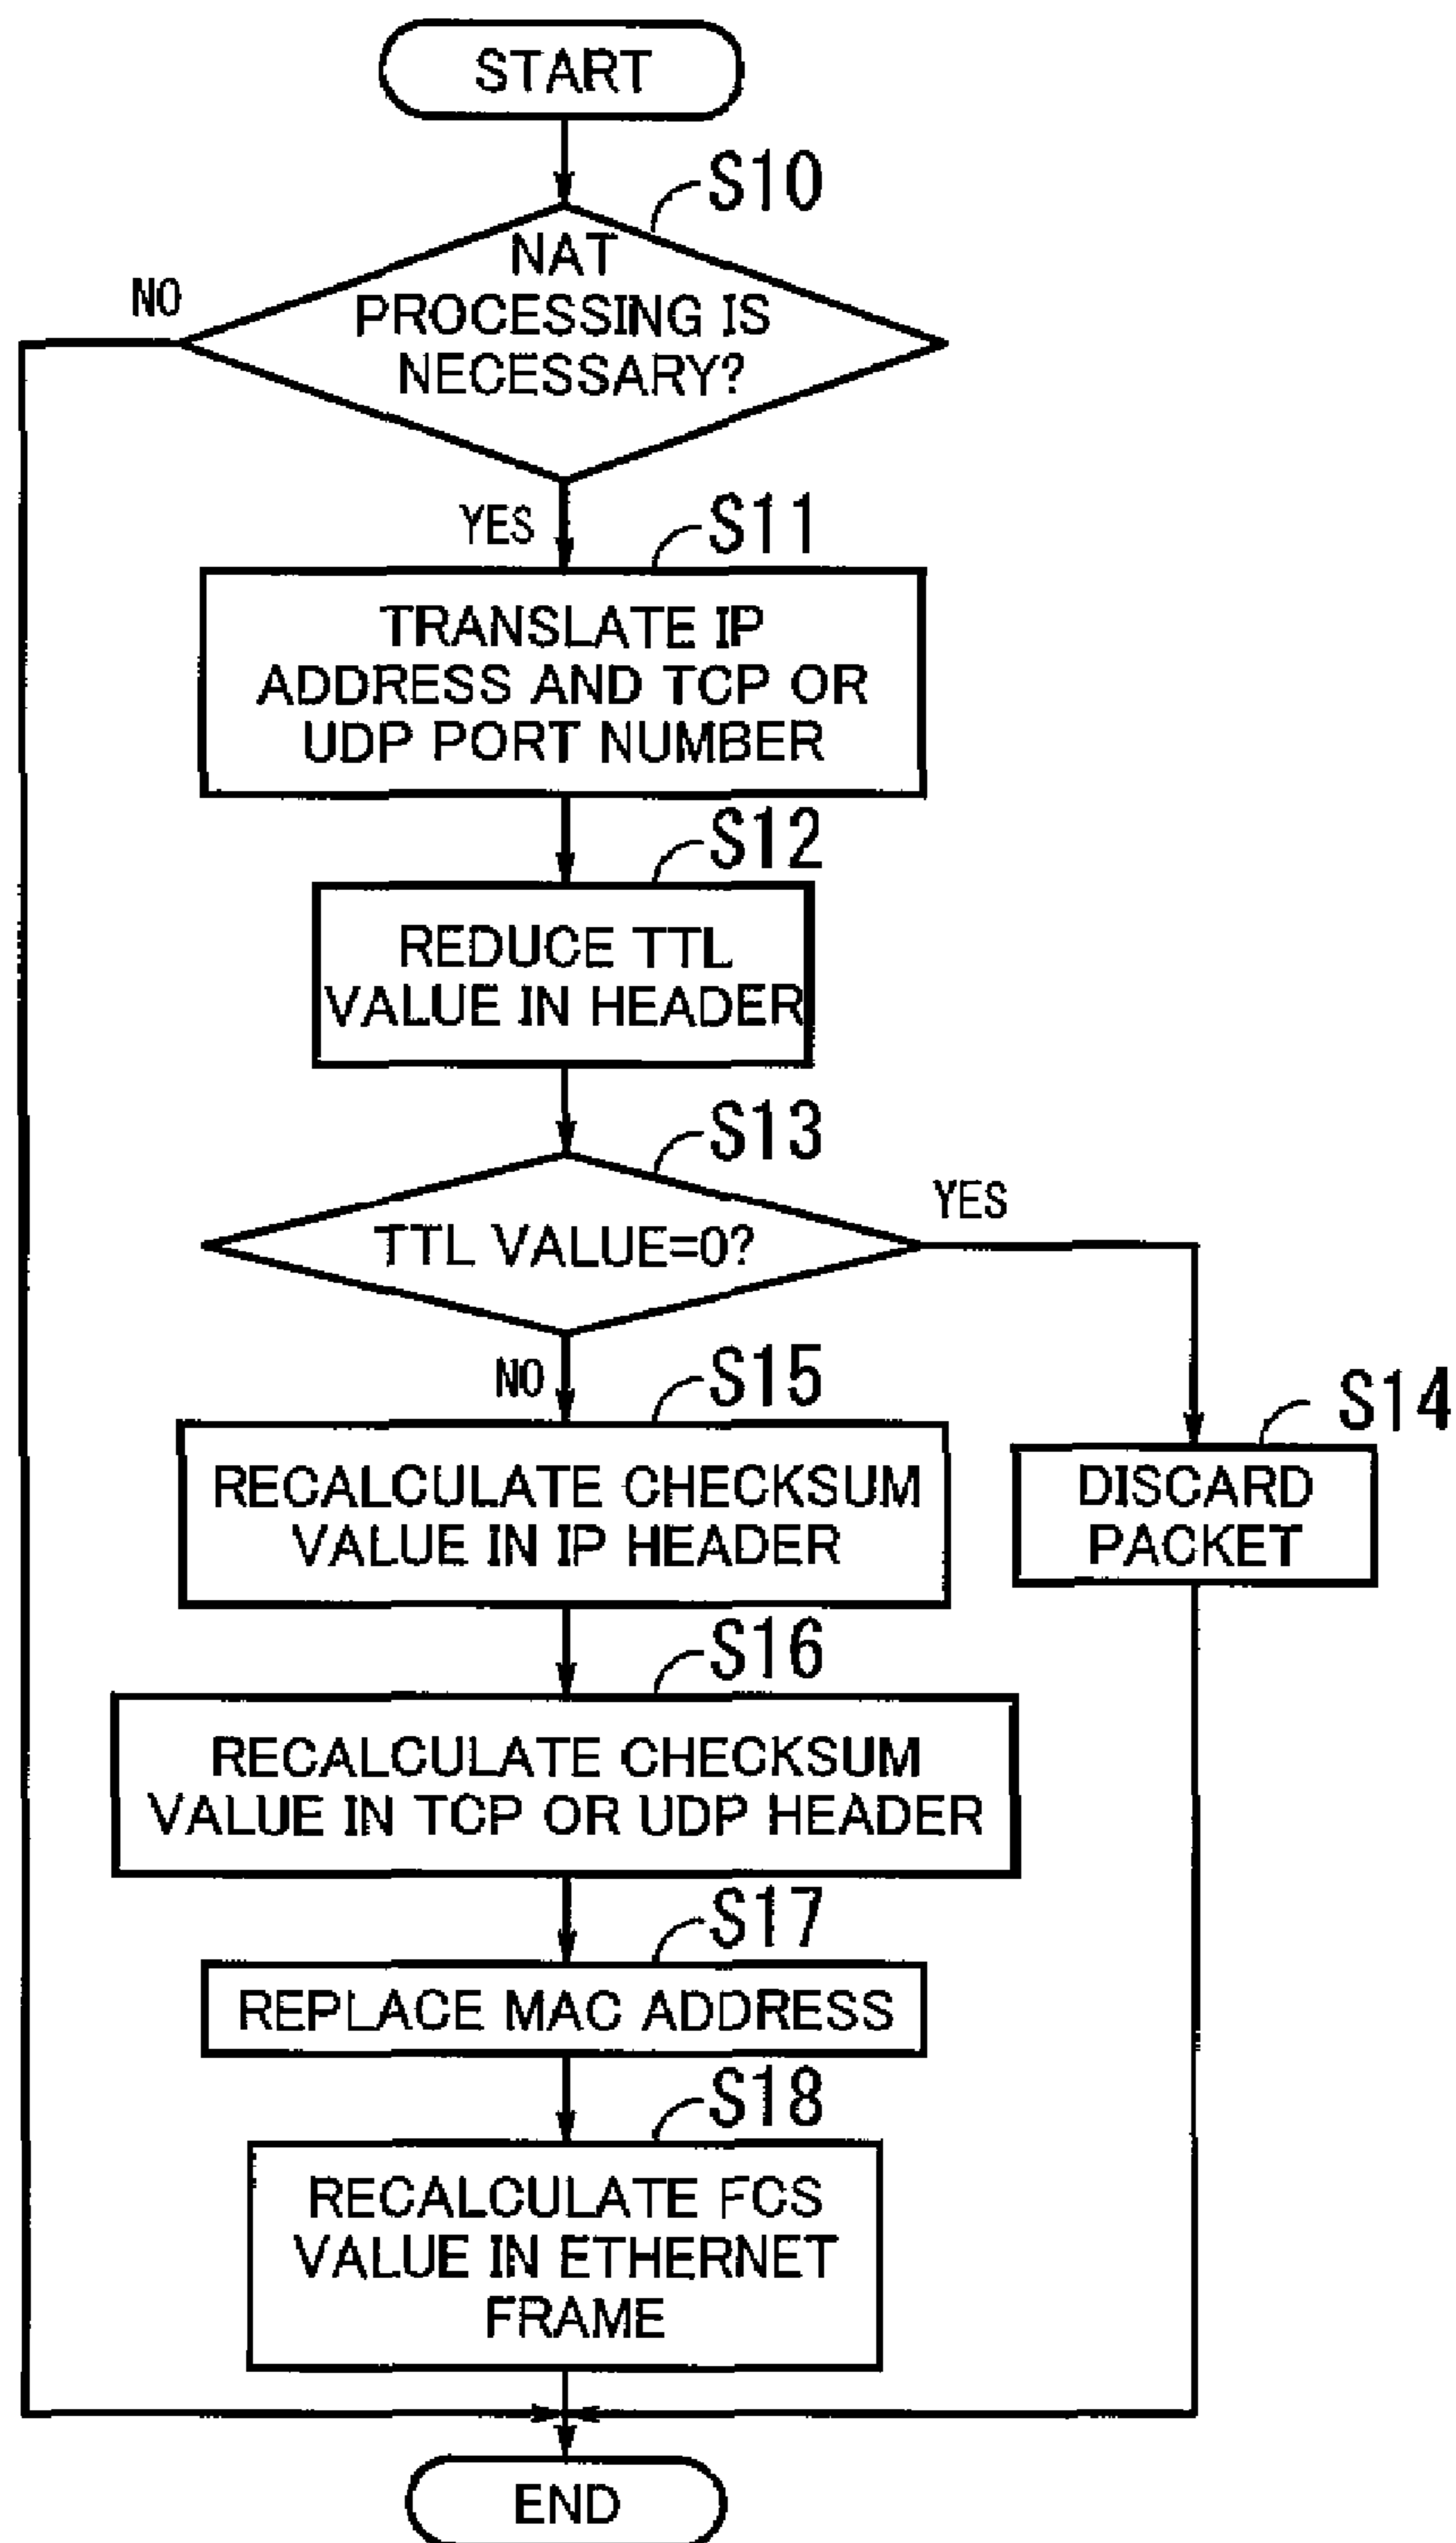 START
S10
NAT
PROCESSING IS
NECESSARY?
NO
YES
S11
TRANSLATE IP
ADDRESS AND TCP OR
UDP PORT NUMBER
S12
REDUCE TTL
VALUE IN HEADER
S13
TTL VALUE=0?
YES
NO
S15
RECALCULATE CHECKSUM
VALUE IN IP HEADER
S14
DISCARD
PACKET
S16
RECALCULATE CHECKSUM
VALUE IN TCP OR UDP HEADER
S17
REPLACE MAC ADDRESS
S18
RECALCULATE FCS
VALUE IN ETHERNET
FRAME
END